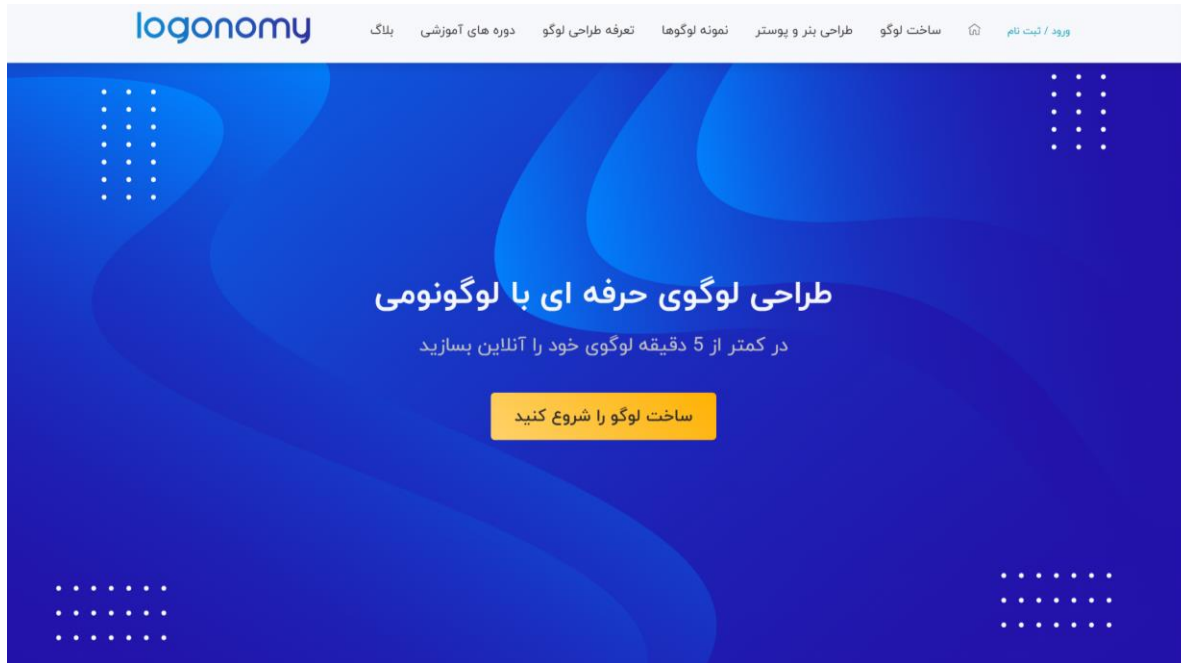 ورود / ثبت نام ساخت لوگو طراحی بنر و پوستر نمونه لوگوها تعرفه طراحی لوگو دوره های آموزشی بلاگ logonomy
طراحی لوگوی حرفه ای با لوگونومی
در کمتر از 5 دقیقه لوگوی خود را آنلاین بسازید
ساخت لوگو را شروع کنید